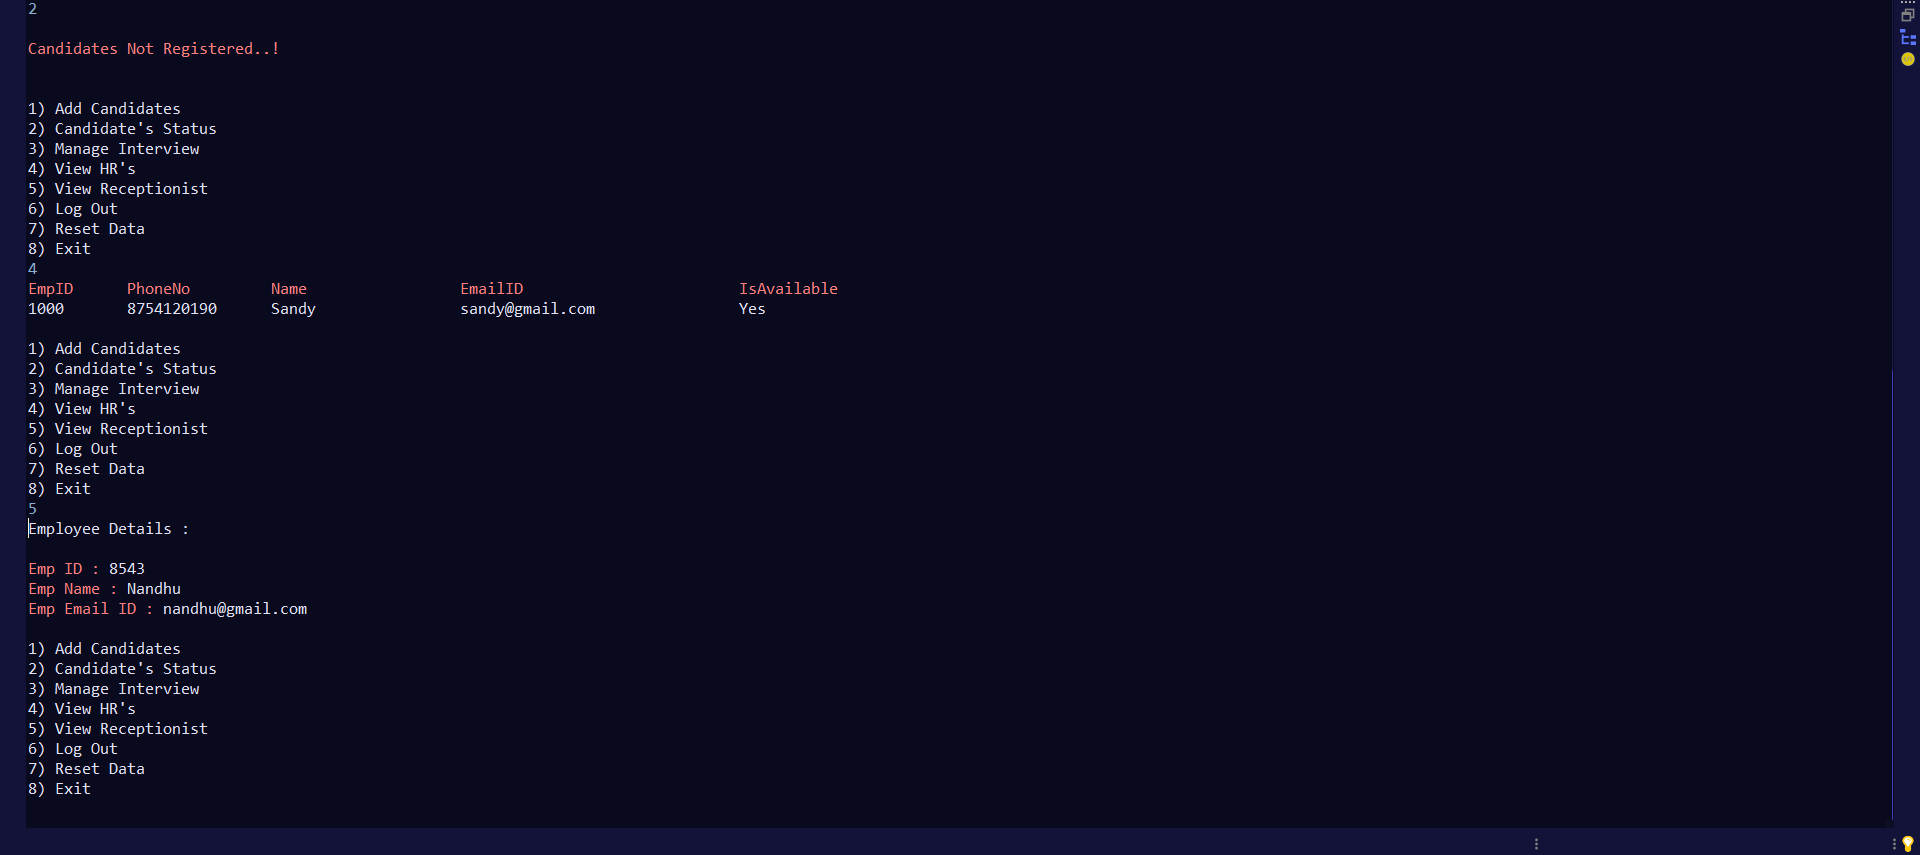 2
Candidates Not Registered..!
1) Add Candidates
2) Candidate's Status
3) Manage Interview
4) View HR's
5) View Receptionist
6) Log Out
7) Reset Data
8) Exit
4
EmpID PhoneNo Name EmailID IsAvailable
1000 8754120190 Sandy sandy@gmail.com Yes
1) Add Candidates
2) Candidate's Status
3) Manage Interview
4) View HR's
5) View Receptionist
6) Log Out
7) Reset Data
8) Exit
5
Employee Details :
Emp ID : 8543
Emp Name : Nandhu
Emp Email ID : nandhu@gmail.com
1) Add Candidates
2) Candidate's Status
3) Manage Interview
4) View HR's
5) View Receptionist
6) Log Out
7) Reset Data
8) Exit